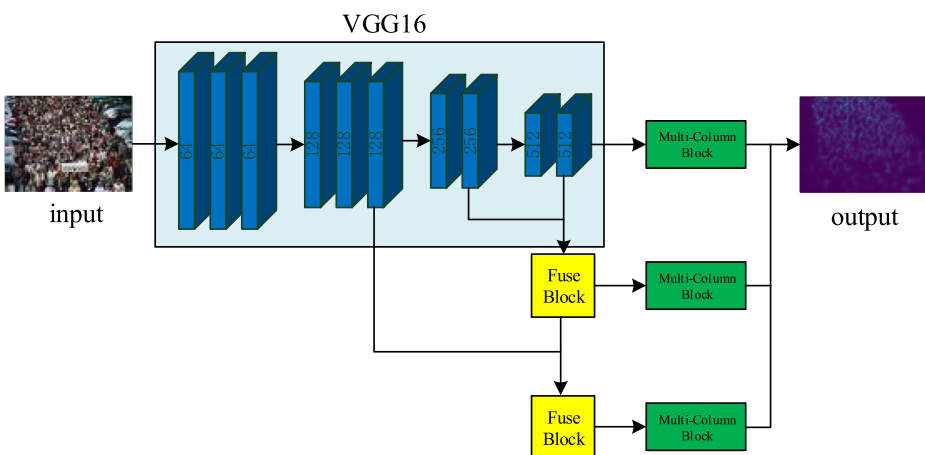 VGG16
64
64
64
128
128
128
256
256
512
512
input
Multi-Column
Block
output
Fuse
Block
Multi-Column
Block
Fuse
Block
Multi-Column
Block